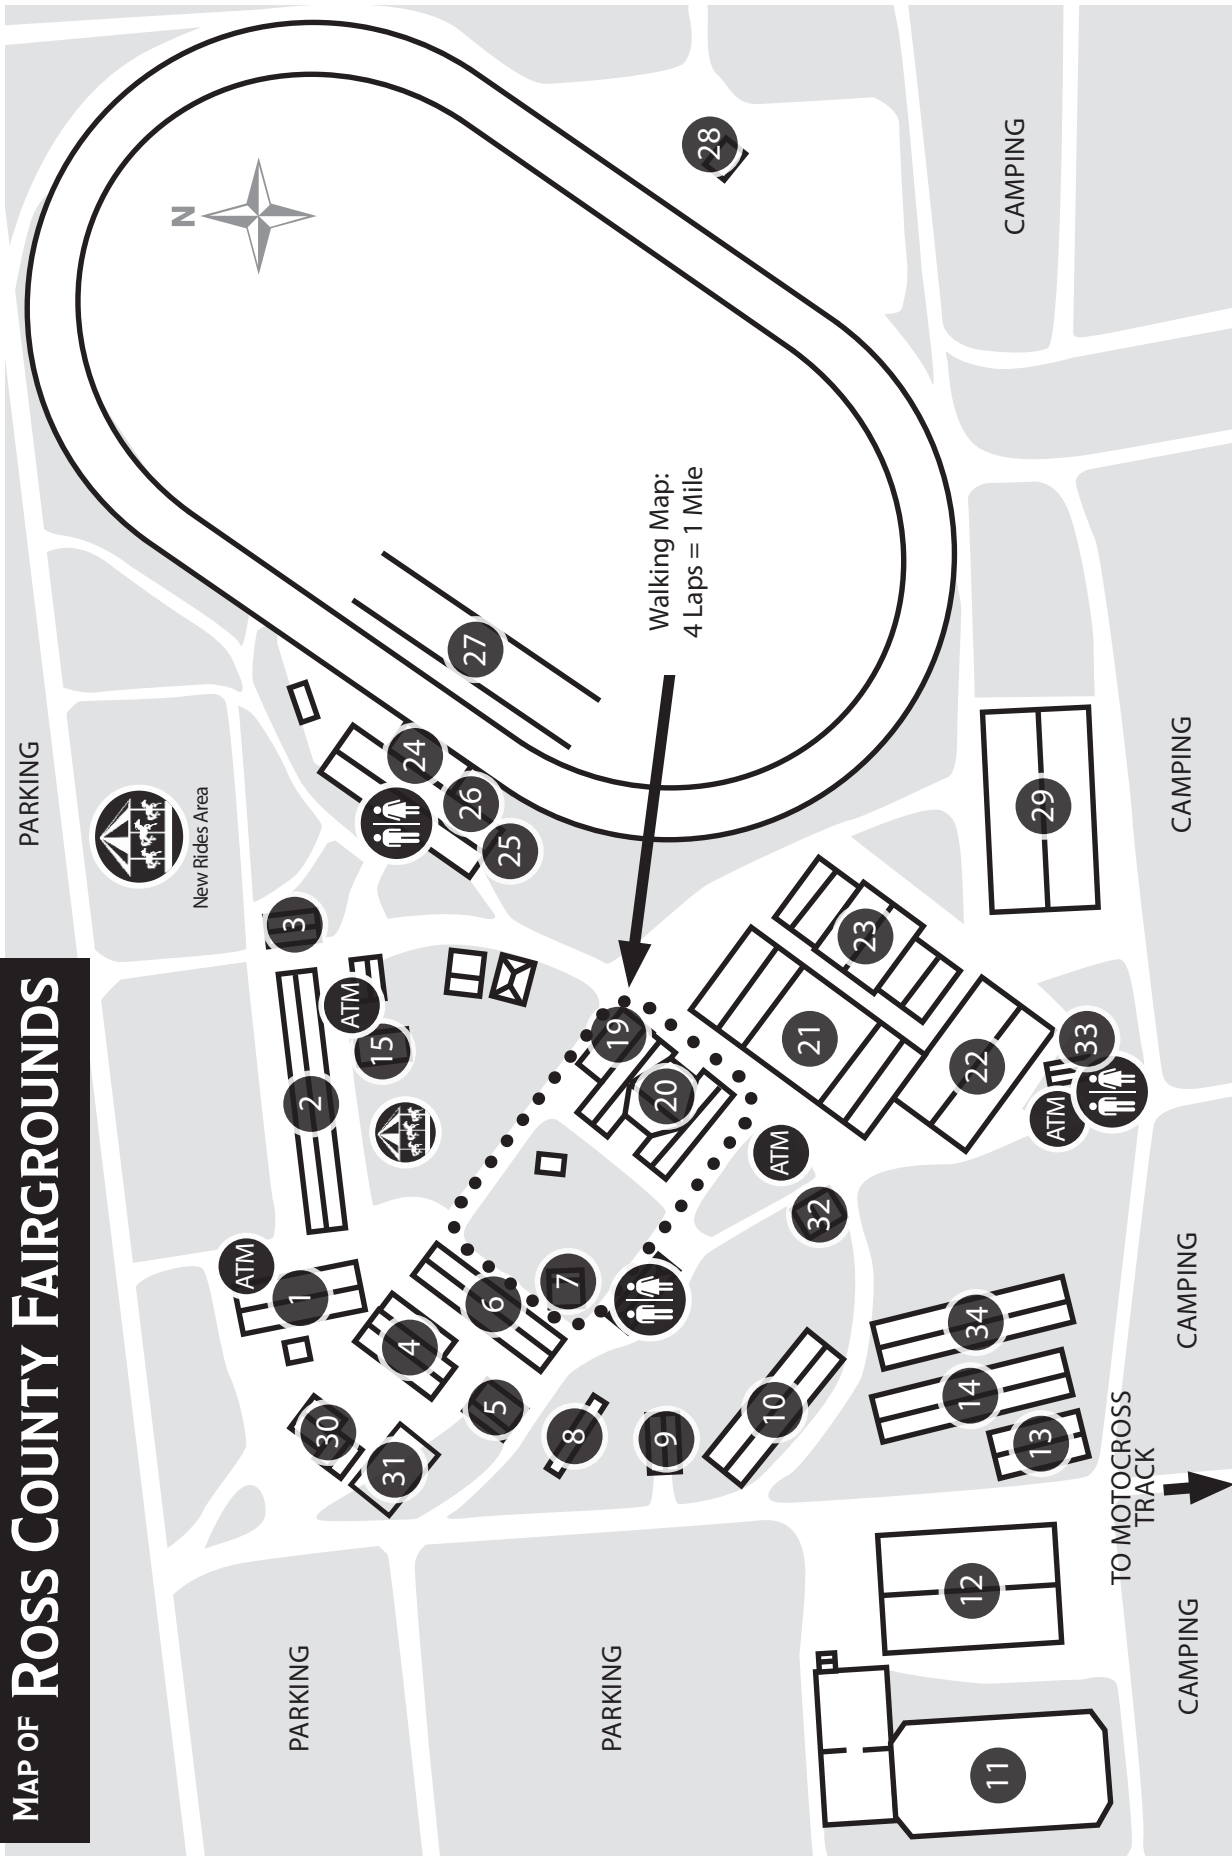 MAP OF ROSS COUNTY FAIRGROUNDS
PARKING
New Rides Area
N
28
CAMPING
27
Walking Map:
4 Laps = 1 Mile
24
26
25
3
ATM
15
2
ATM
1
4
6
7
5
30
31
8
9
10
19
20
21
23
22
29
CAMPING
33
ATM
ATM
32
34
14
13
CAMPING
TO MOTOCROSS
TRACK
12
11
PARKING
PARKING
CAMPING